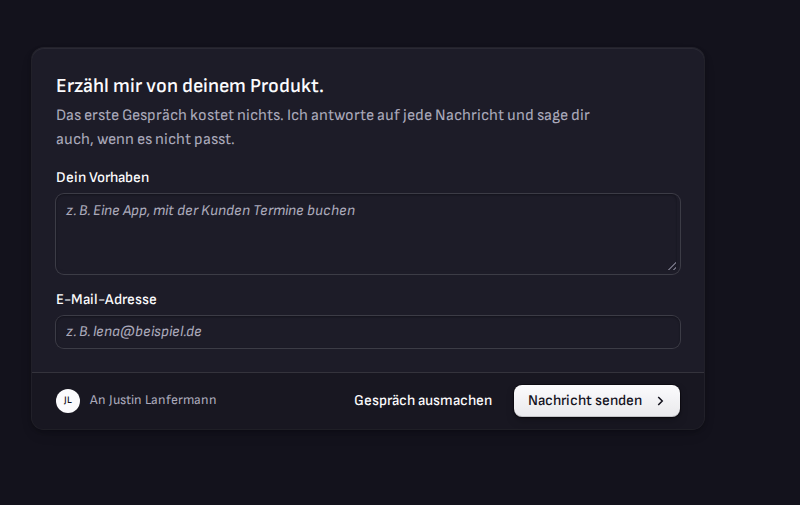 Erzähl mir von deinem Produkt.
Das erste Gespräch kostet nichts. Ich antworte auf jede Nachricht und sage dir
auch, wenn es nicht passt.
Dein Vorhaben
z. B. Eine App, mit der Kunden Termine buchen
E-Mail-Adresse
z. B. lena@beispiel.de
JL An Justin Lanfermann Gespräch ausmachen Nachricht senden